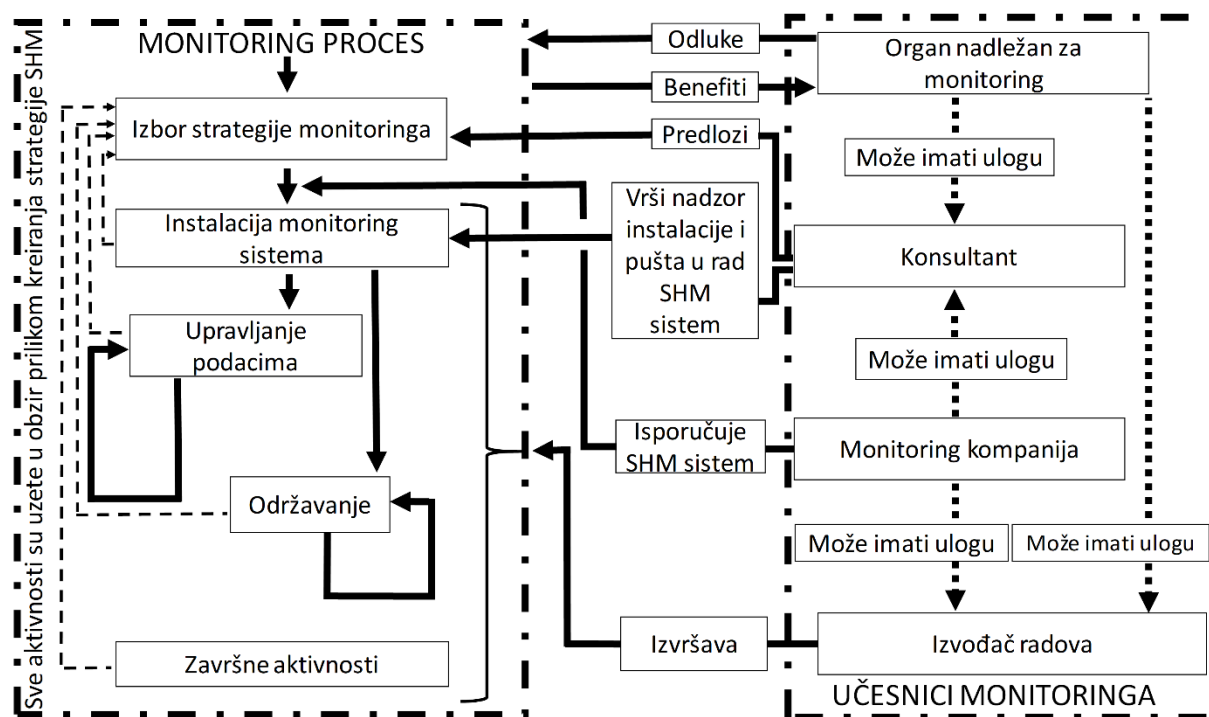 Sve aktivnosti su uzete u obzir prilikom kreiranja strategije SHM
MONITORING PROCES
Izbor strategije monitoringa
Instalacija monitoring
sistema
Upravljanje
podacima
Održavanje
Završne aktivnosti
Odluke
Benefiti
Predlozi
Vrši nadzor
instalacije i
pušta u rad
SHM
sistem
Isporučuje
SHM sistem
Izvršava
Organ nadležan za
monitoring
Može imati ulogu
Konsultant
Može imati ulogu
Monitoring kompanija
Može imati ulogu
Može imati ulogu
Izvođač radova
UČESNICI MONITORINGA